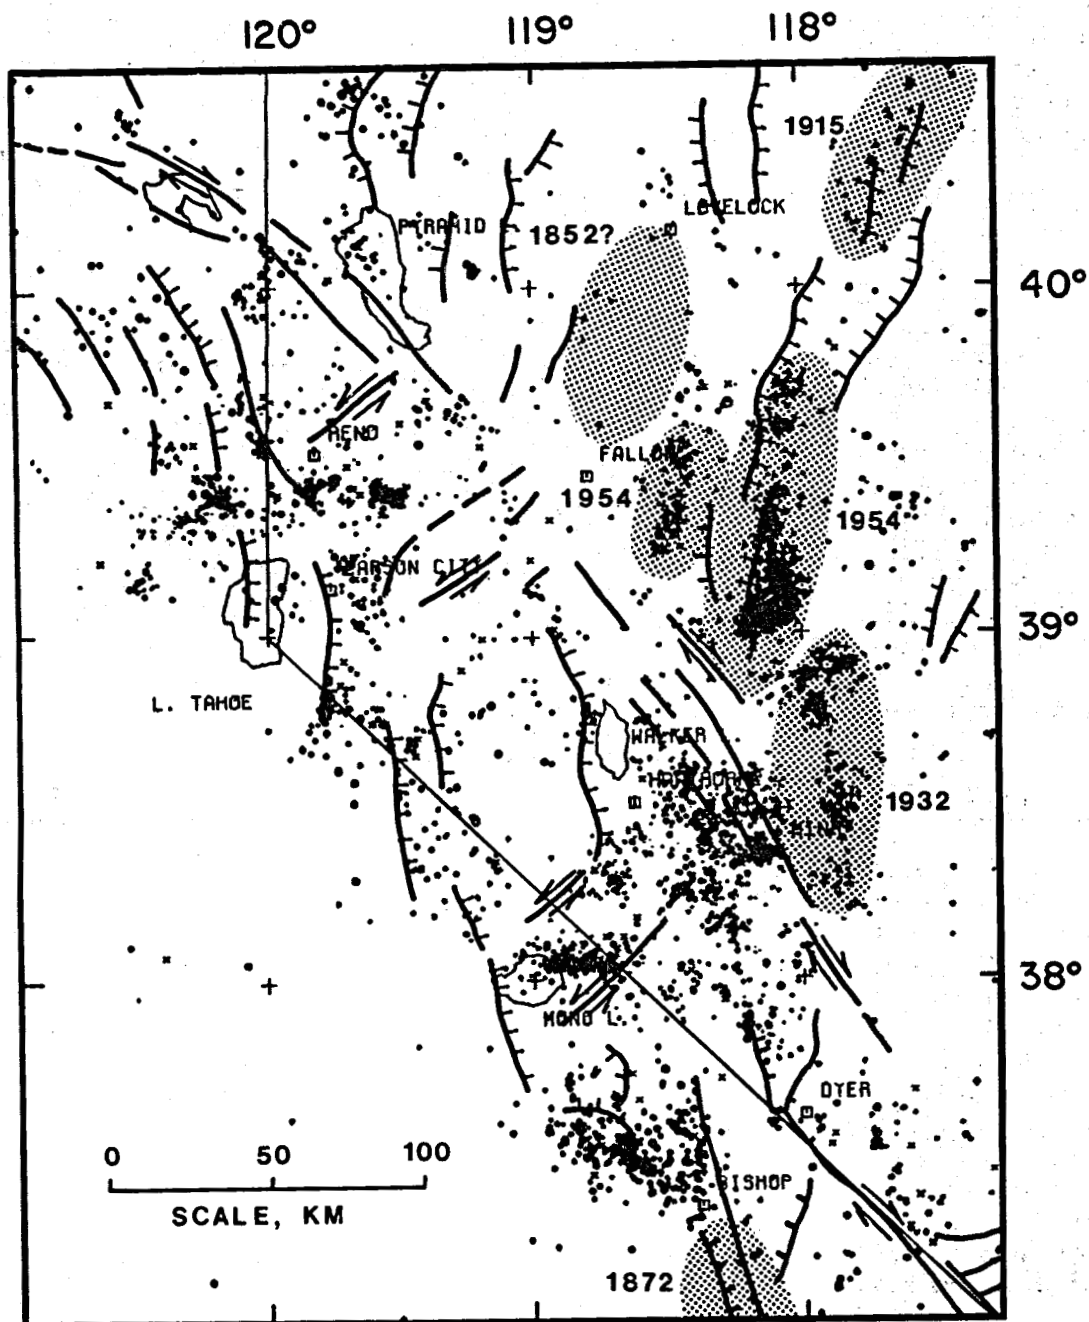 120° 119° 118°
1915
LOVELOCK
PYRAMID
1852?
40°
RENO
FALLON
1954
1954
CARSON CITY
39°
L. TAHOE
WALKER
1932
38°
MONO L.
DYER
0 50 100
BISHOP
SCALE, KM
1872